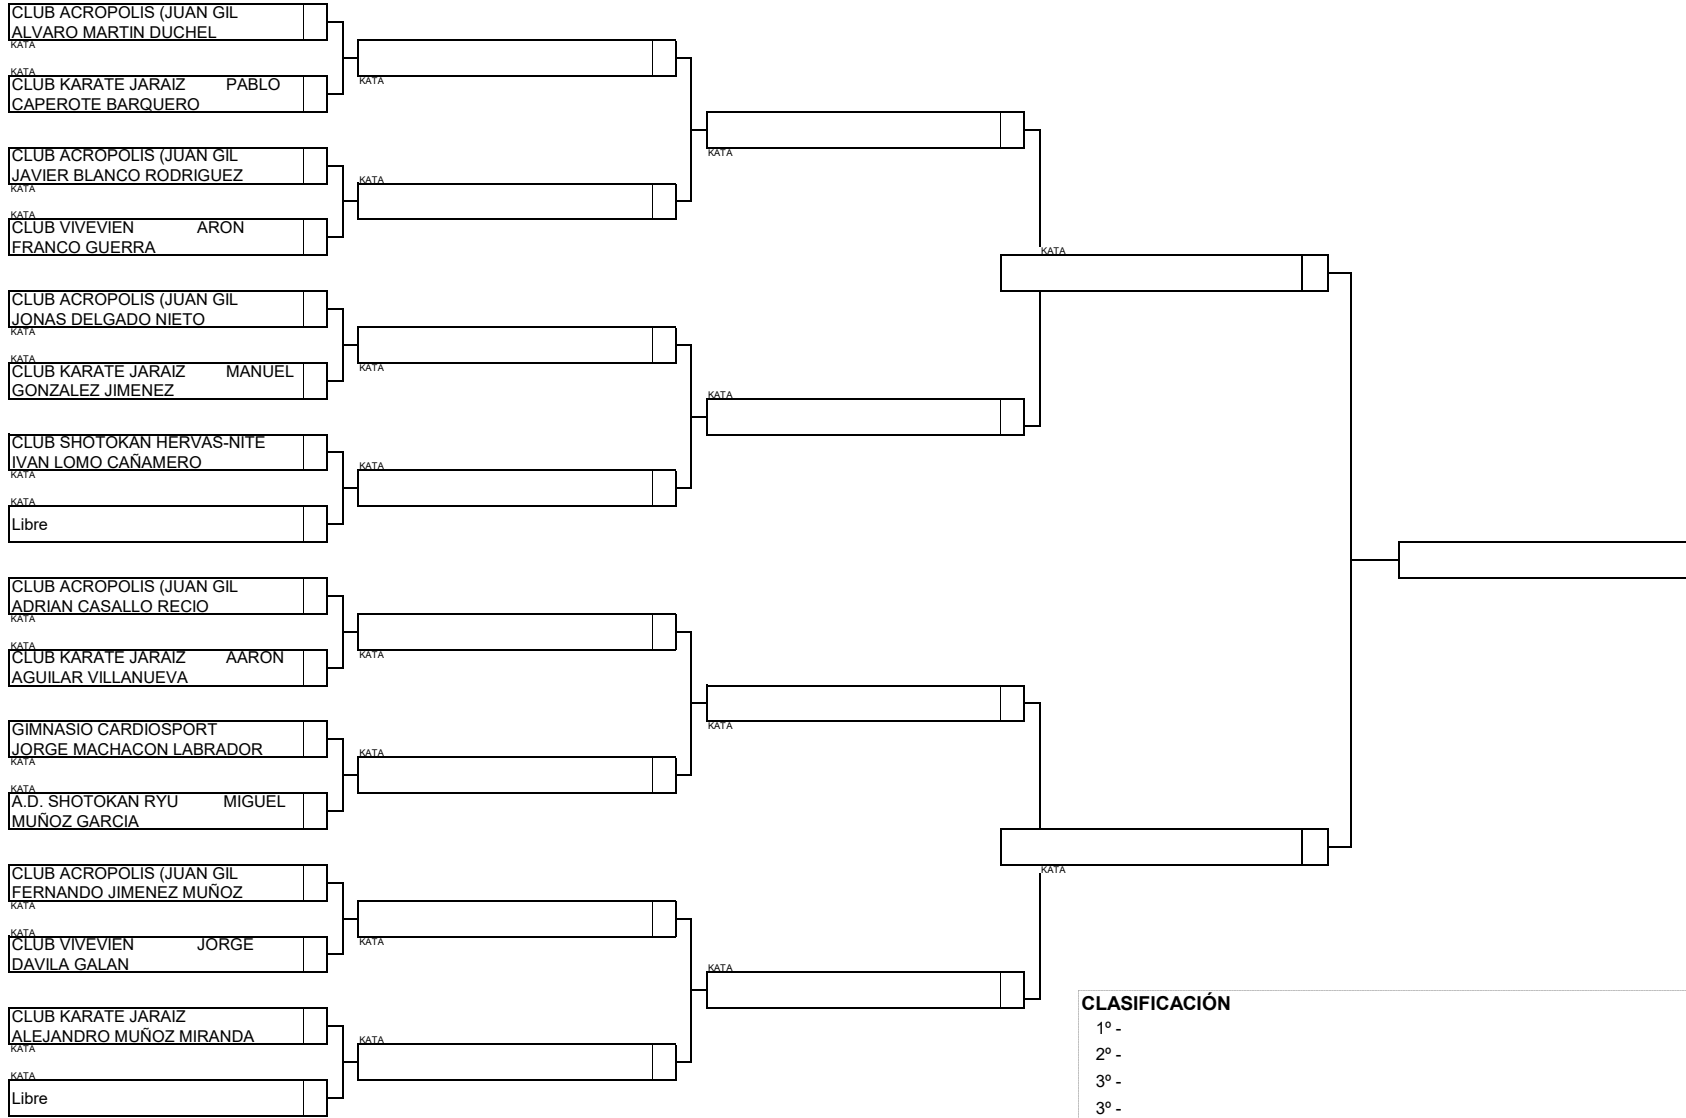 CLUB ACROPOLIS (JUAN GIL
ALVARO MARTIN DUCHEL
KATA
KATA
CLUB KARATE JARAIZ PABLO
CAPEROTE BARQUERO
KATA
CLUB ACROPOLIS (JUAN GIL
JAVIER BLANCO RODRIGUEZ
KATA
KATA
CLUB VIVEVIEN ARON
FRANCO GUERRA
KATA
KATA
CLUB ACROPOLIS (JUAN GIL
JONAS DELGADO NIETO
KATA
KATA
CLUB KARATE JARAIZ MANUEL
GONZALEZ JIMENEZ
KATA
CLUB SHOTOKAN HERVAS-NITE
IVAN LOMO CAÑAMERO
KATA
KATA
Libre
KATA
KATA
KATA
CLUB ACROPOLIS (JUAN GIL
ADRIAN CASALLO RECIO
KATA
KATA
CLUB KARATE JARAIZ AARON
AGUILAR VILLANUEVA
KATA
GIMNASIO CARDIOSPORT
JORGE MACHACON LABRADOR
KATA
KATA
A.D. SHOTOKAN RYU MIGUEL
MUÑOZ GARCIA
KATA
KATA
CLUB ACROPOLIS (JUAN GIL
FERNANDO JIMENEZ MUÑOZ
KATA
KATA
CLUB VIVEVIEN JORGE
DAVILA GALAN
KATA
CLUB KARATE JARAIZ
ALEJANDRO MUÑOZ MIRANDA
KATA
KATA
Libre
KATA
KATA
KATA
CLASIFICACIÓN
1º -
2º -
3º -
3º -